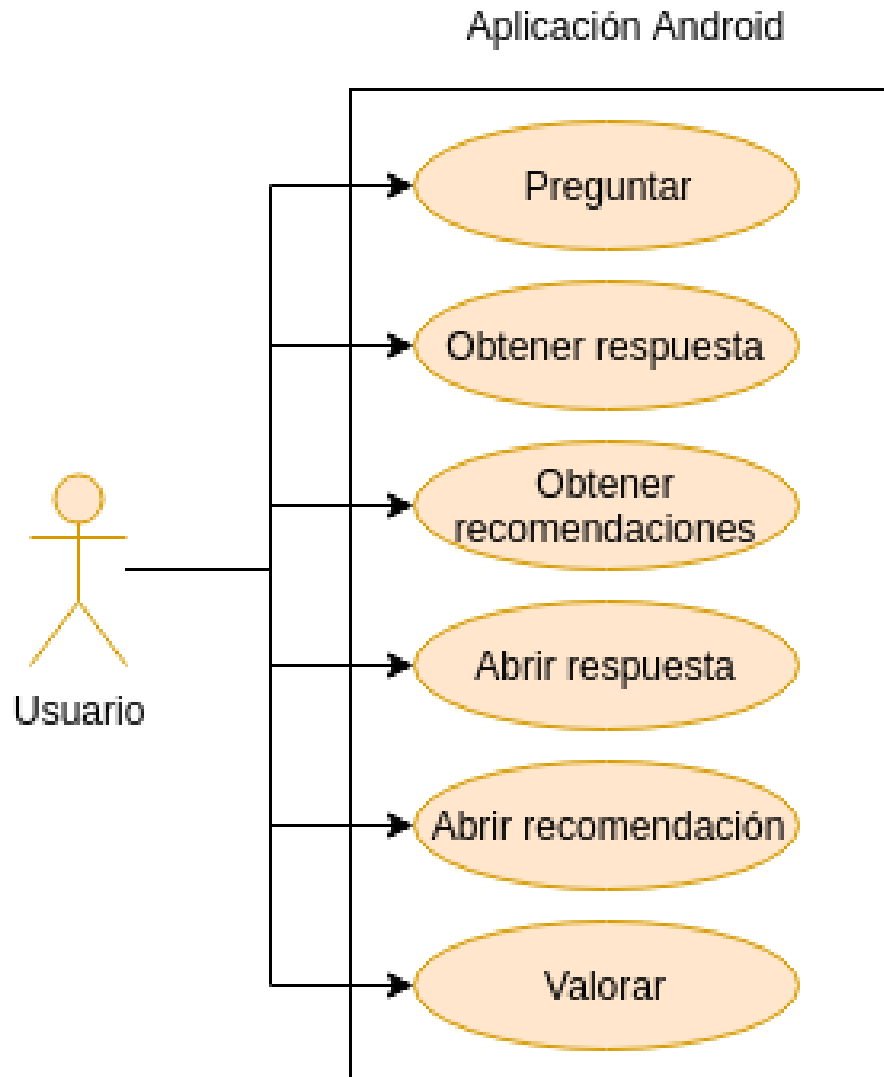 Aplicación Android
Preguntar
Obtener respuesta
Obtener
recomendaciones
Abrir respuesta
Usuario
Abrir recomendación
Valorar